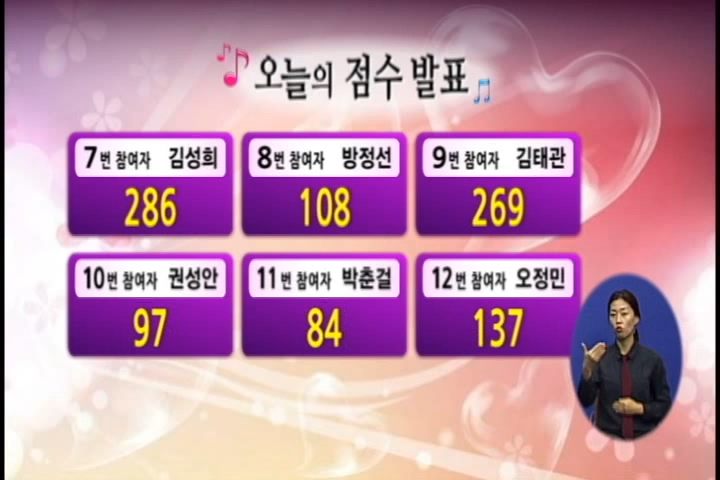 오늘의 점수 발표
7번 참여자 김성희
286
8번 참여자 방정선
108
9번 참여자 김태관
269
10번 참여자 권성안
97
11번 참여자 박춘걸
84
12번 참여자 오정민
137